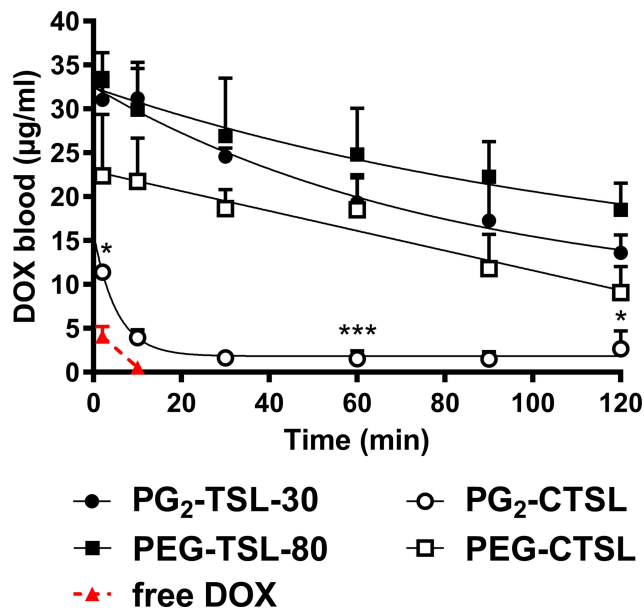 DOX blood (µg/ml)
40
35
30
25
20
15
10
5
0
*
***
*
0 20 40 60 80 100 120
Time (min)
PG₂-TSL-30 PG₂-CTSL
PEG-TSL-80 PEG-CTSL
free DOX